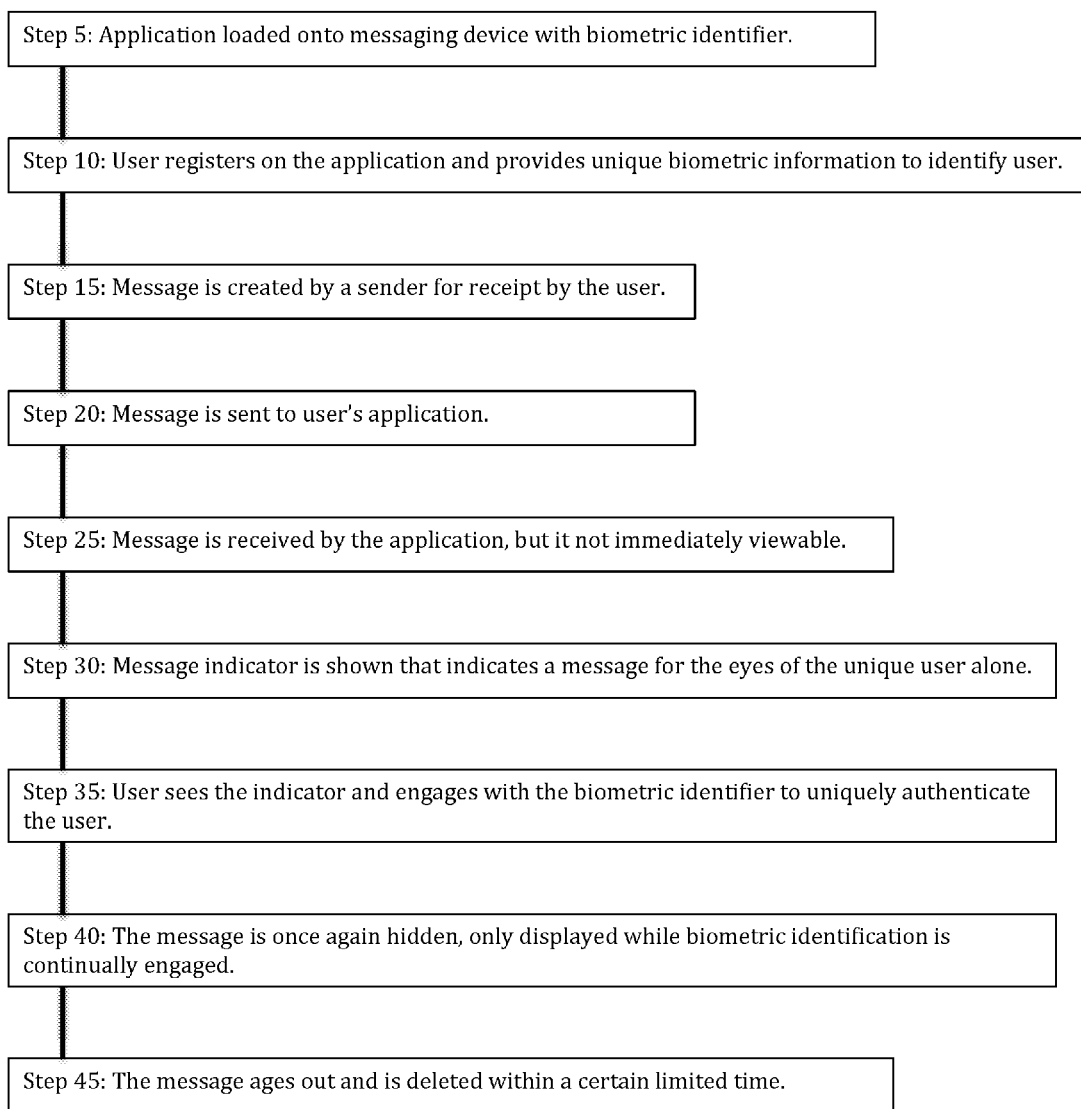 Step 5: Application loaded onto messaging device with biometric identifier.
Step 10: User registers on the application and provides unique biometric information to identify user.
Step 15: Message is created by a sender for receipt by the user.
Step 20: Message is sent to user's application.
Step 25: Message is received by the application, but it not immediately viewable.
Step 30: Message indicator is shown that indicates a message for the eyes of the unique user alone.
Step 35: User sees the indicator and engages with the biometric identifier to uniquely authenticate
the user.
Step 40: The message is once again hidden, only displayed while biometric identification is
continually engaged.
Step 45: The message ages out and is deleted within a certain limited time.